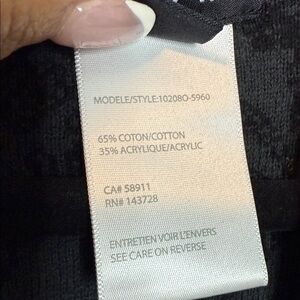 MODELE/STYLE:10208O-5960
65% COTON/COTTON
35% ACRYLIQUE/ACRYLIC
CA# 58911
RN# 143728
ENTRETIEN VOIR L'ENVERS
SEE CARE ON REVERSE